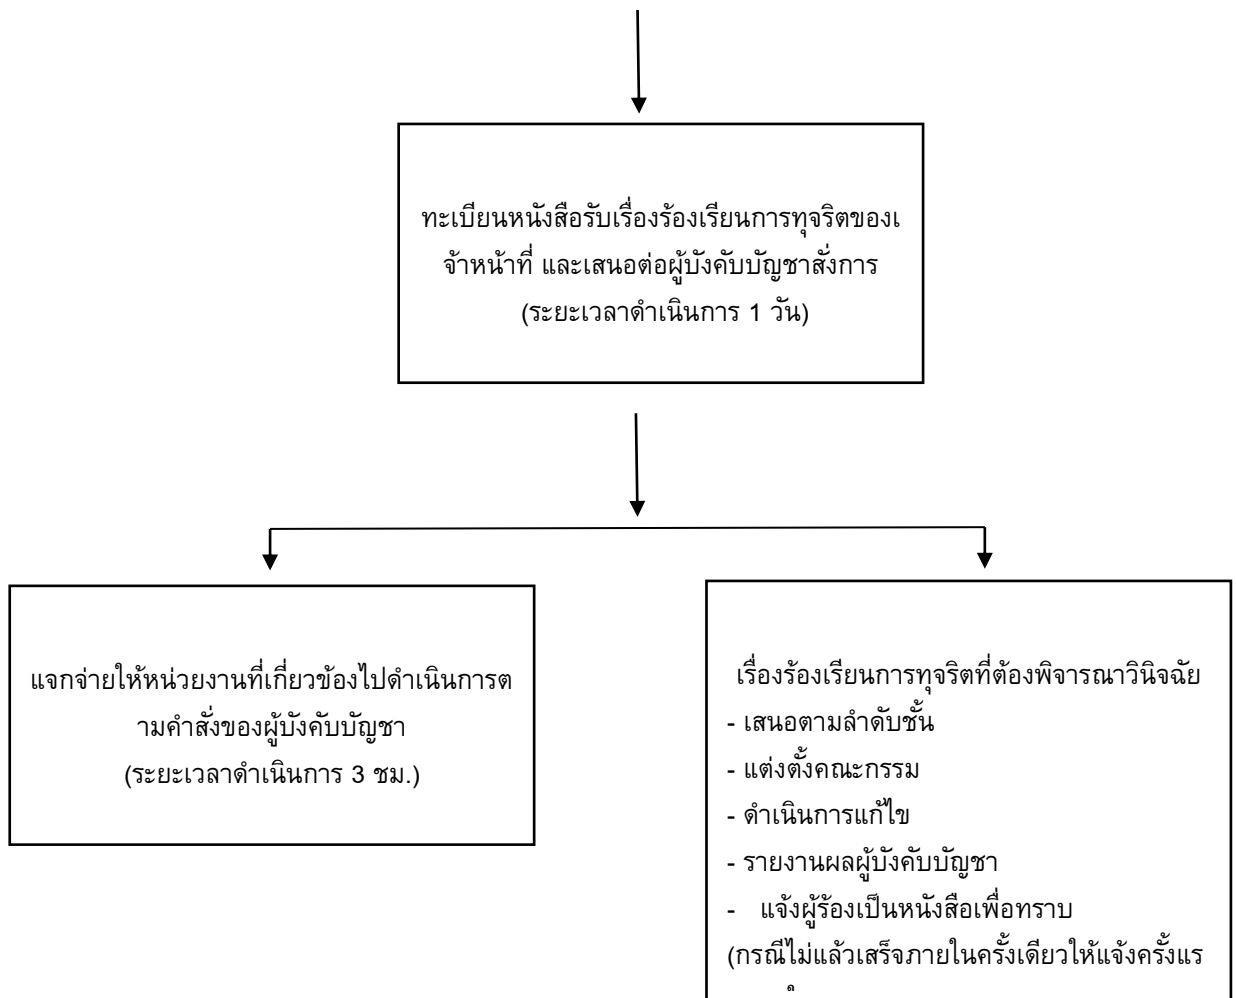 ทะเบียนหนังสือรับเรื่องร้องเรียนการทุจริตของเ
จ้าหน้าที่ และเสนอต่อผู้บังคับบัญชาสั่งการ
(ระยะเวลาดำเนินการ 1 วัน)
แจกจ่ายให้หน่วยงานที่เกี่ยวข้องไปดำเนินการต
ามคำสั่งของผู้บังคับบัญชา
(ระยะเวลาดำเนินการ 3 ชม.)
เรื่องร้องเรียนการทุจริตที่ต้องพิจารณาวินิจฉัย
- เสนอตามลำดับชั้น
- แต่งตั้งคณะกรรม
- ดำเนินการแก้ไข
- รายงานผลผู้บังคับบัญชา
- แจ้งผู้ร้องเป็นหนังสือเพื่อทราบ
(กรณีไม่แล้วเสร็จภายในครั้งเดียวให้แจ้งครั้งแร